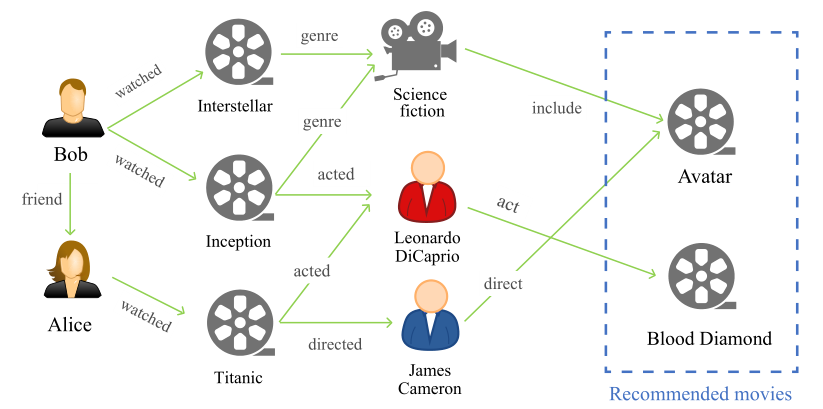 genre
watched
Interstellar
Science
fiction
genre
include
Bob
watched
acted
Avatar
friend
Inception
act
Leonardo
DiCaprio
acted
direct
Alice
watched
directed
Blood Diamond
Titanic
James
Cameron
Recommended movies